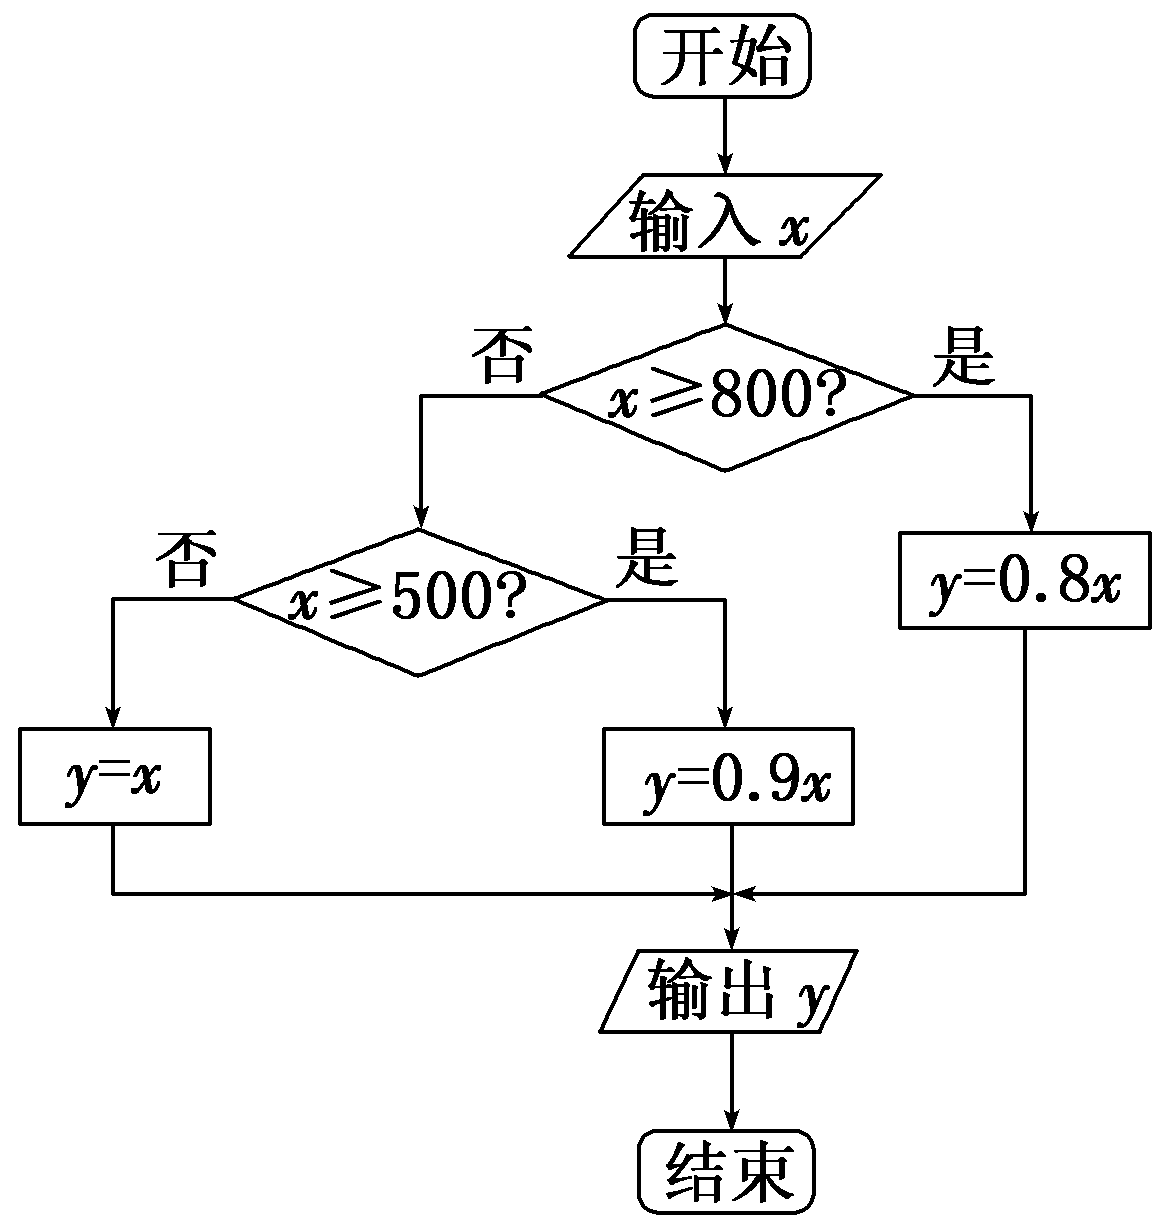 开始
输入 x
否
是
x≥800?
否
是
x≥500?
y=0.8x
y=x
y=0.9x
输出 y
结束